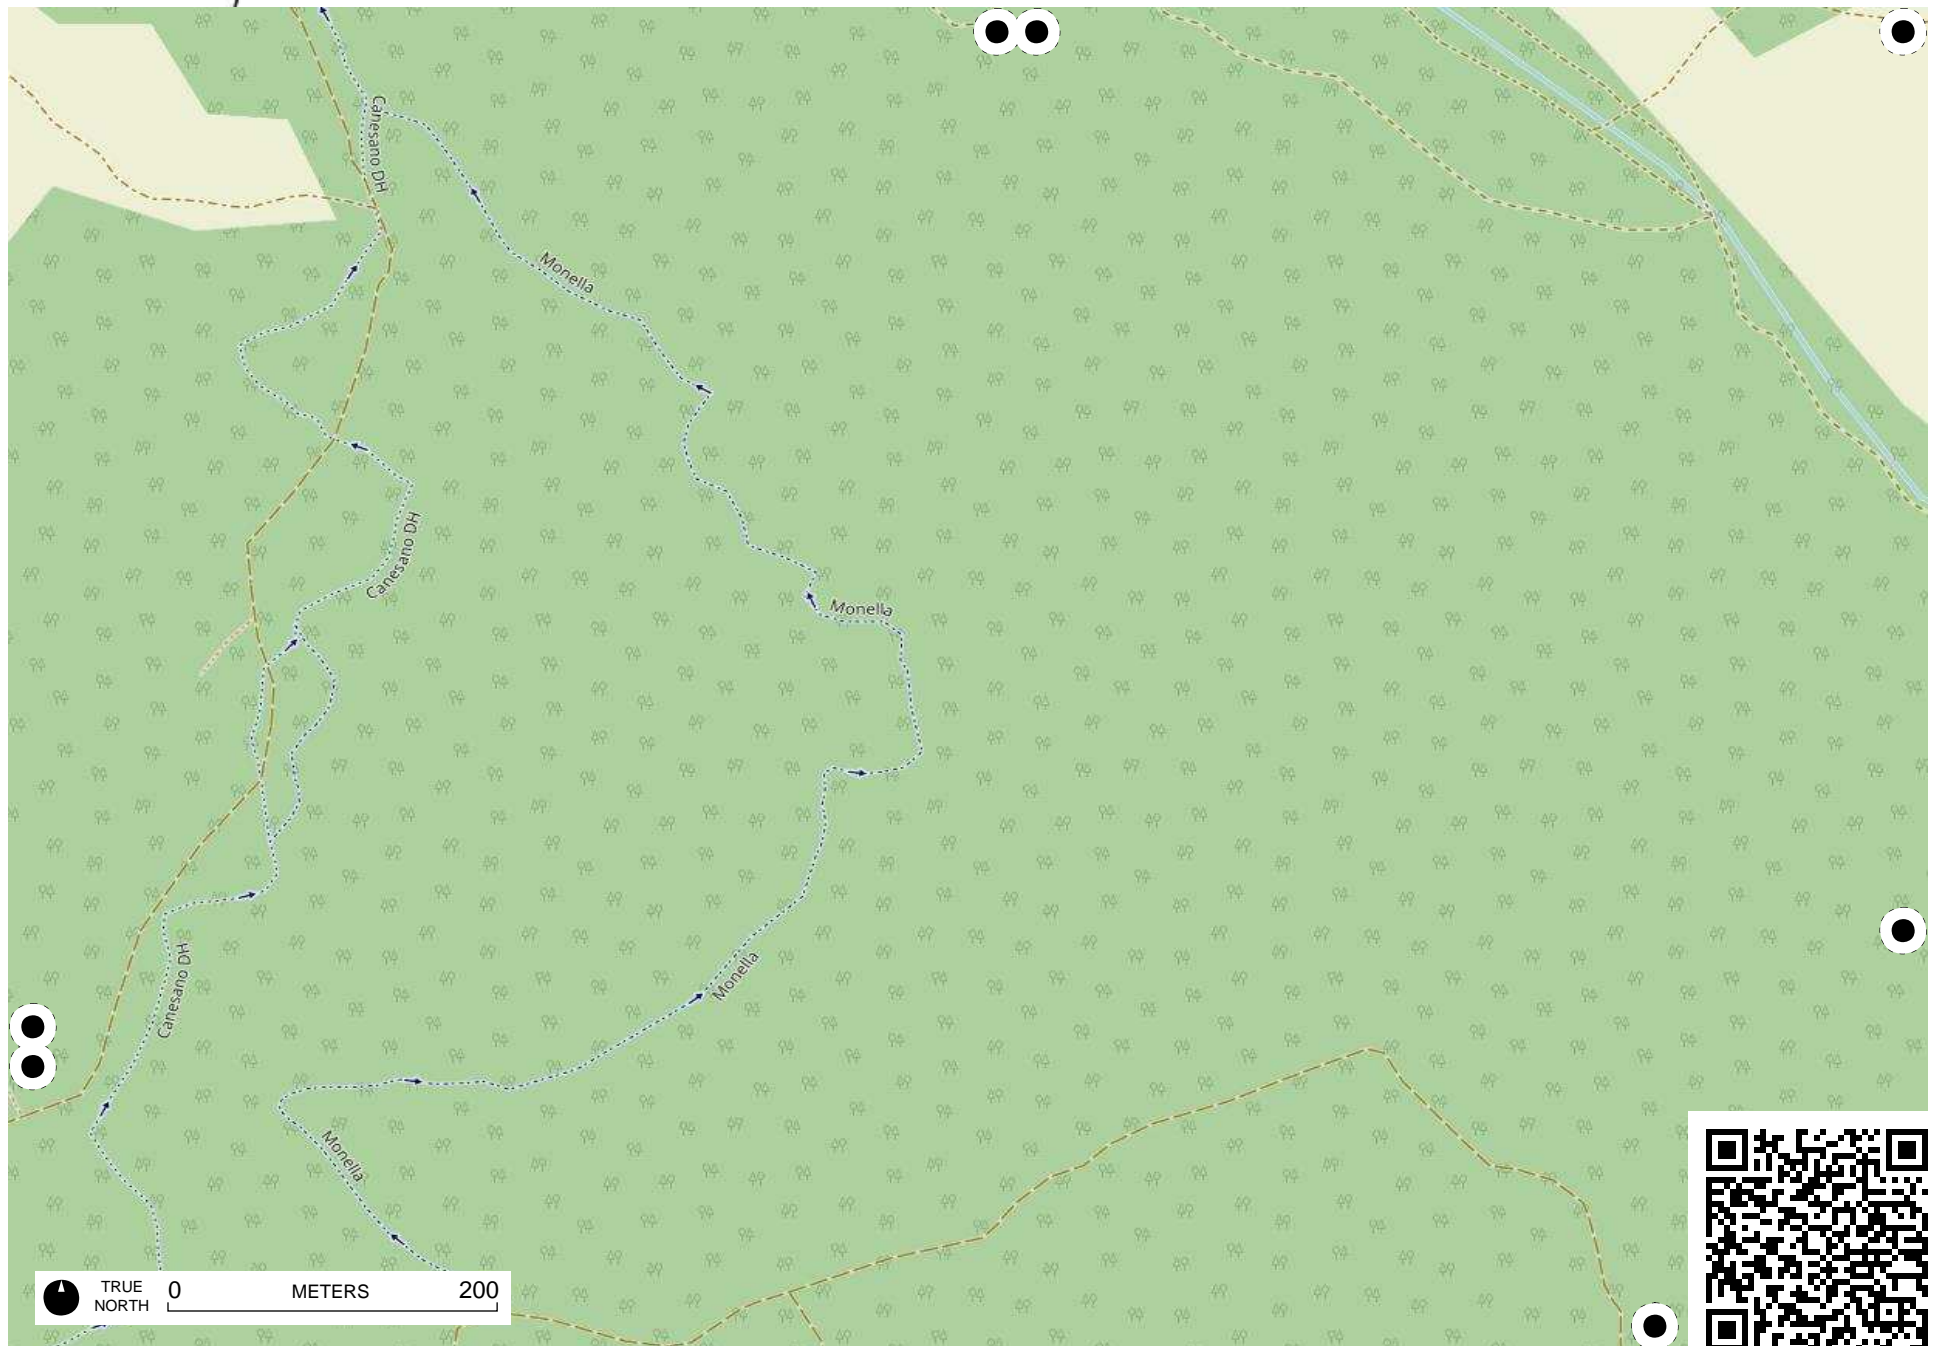 Canesano DH
Monella
Canesano DH
Monella
Canesano DH
Monella
Monella
TRUE
NORTH
0 METERS 200